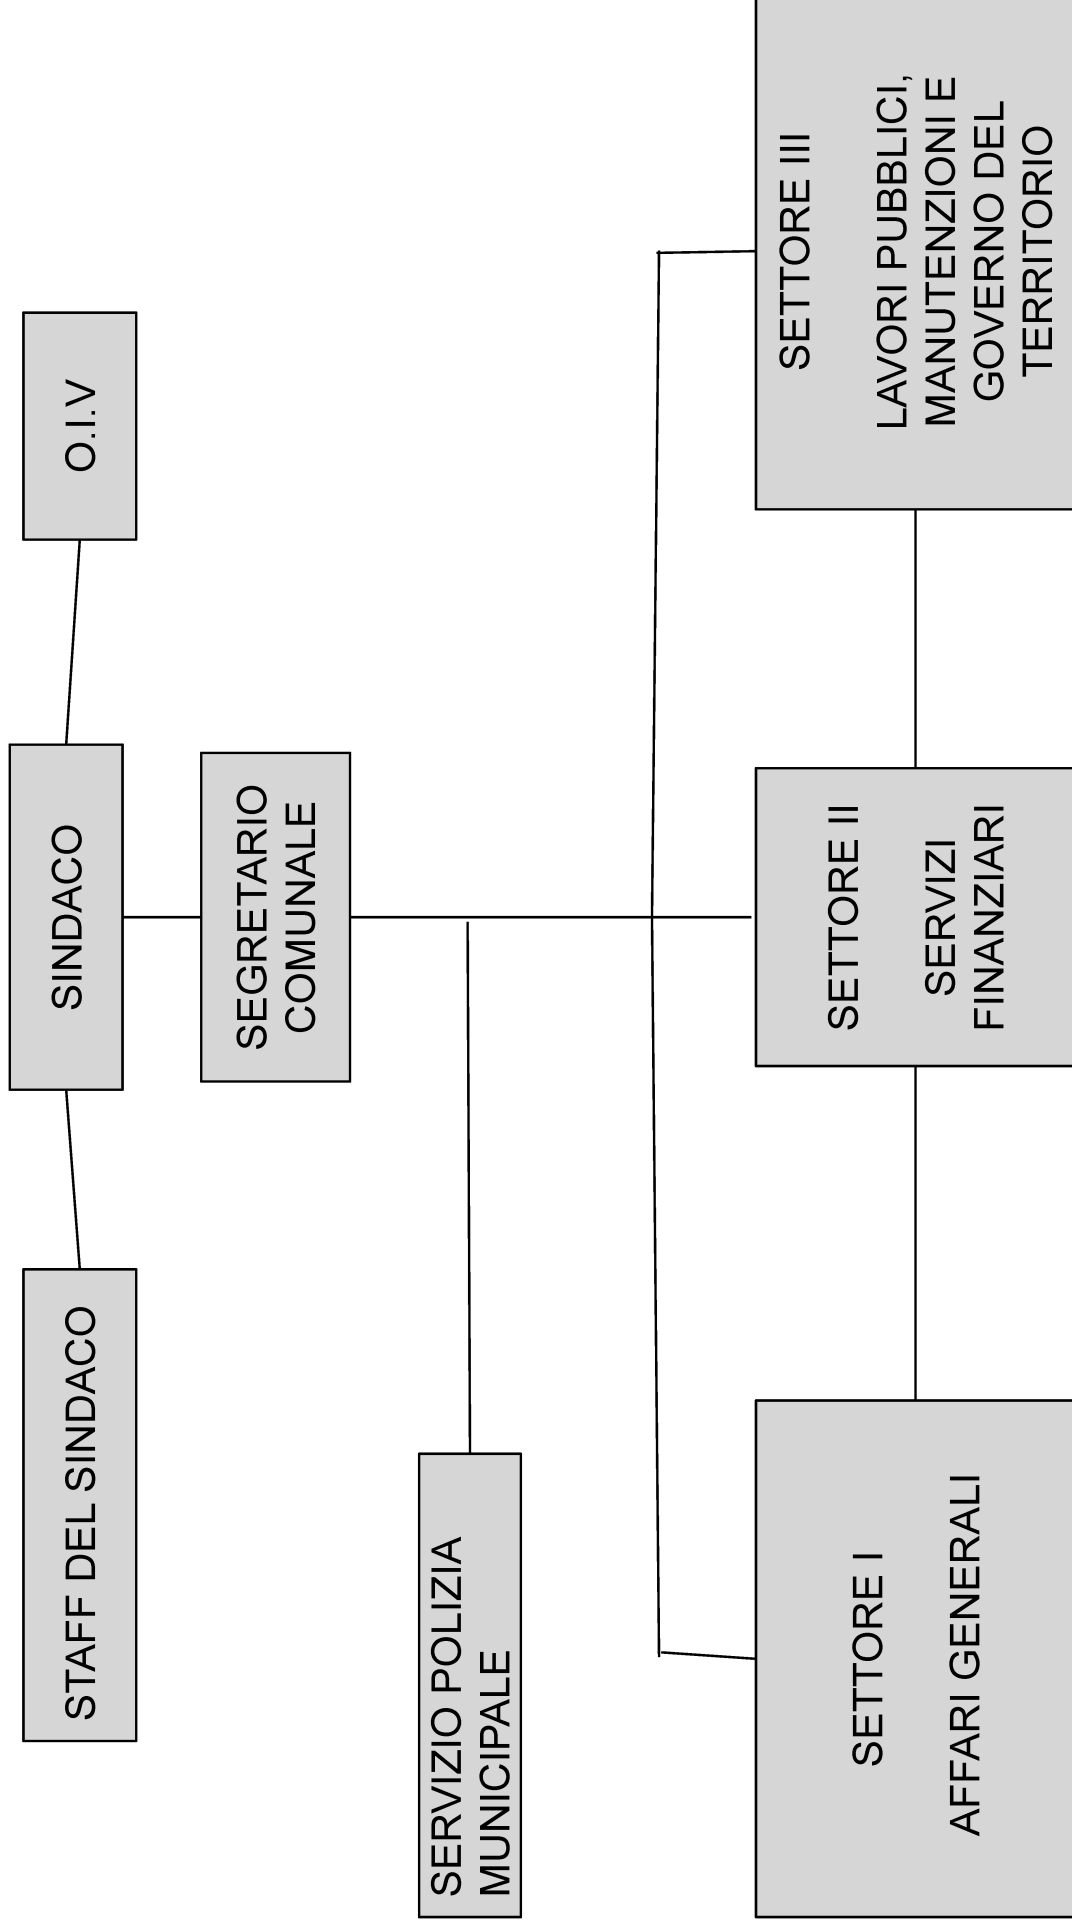 STAFF DEL SINDACO
SINDACO
O.I.V
SEGRETARIO
COMUNALE
SERVIZIO POLIZIA
MUNICIPALE
SETTORE I
AFFARI GENERALI
SETTORE II
SERVIZI
FINANZIARI
SETTORE III
LAVORI PUBBLICI,
MANUTENZIONI E
GOVERNO DEL
TERRITORIO